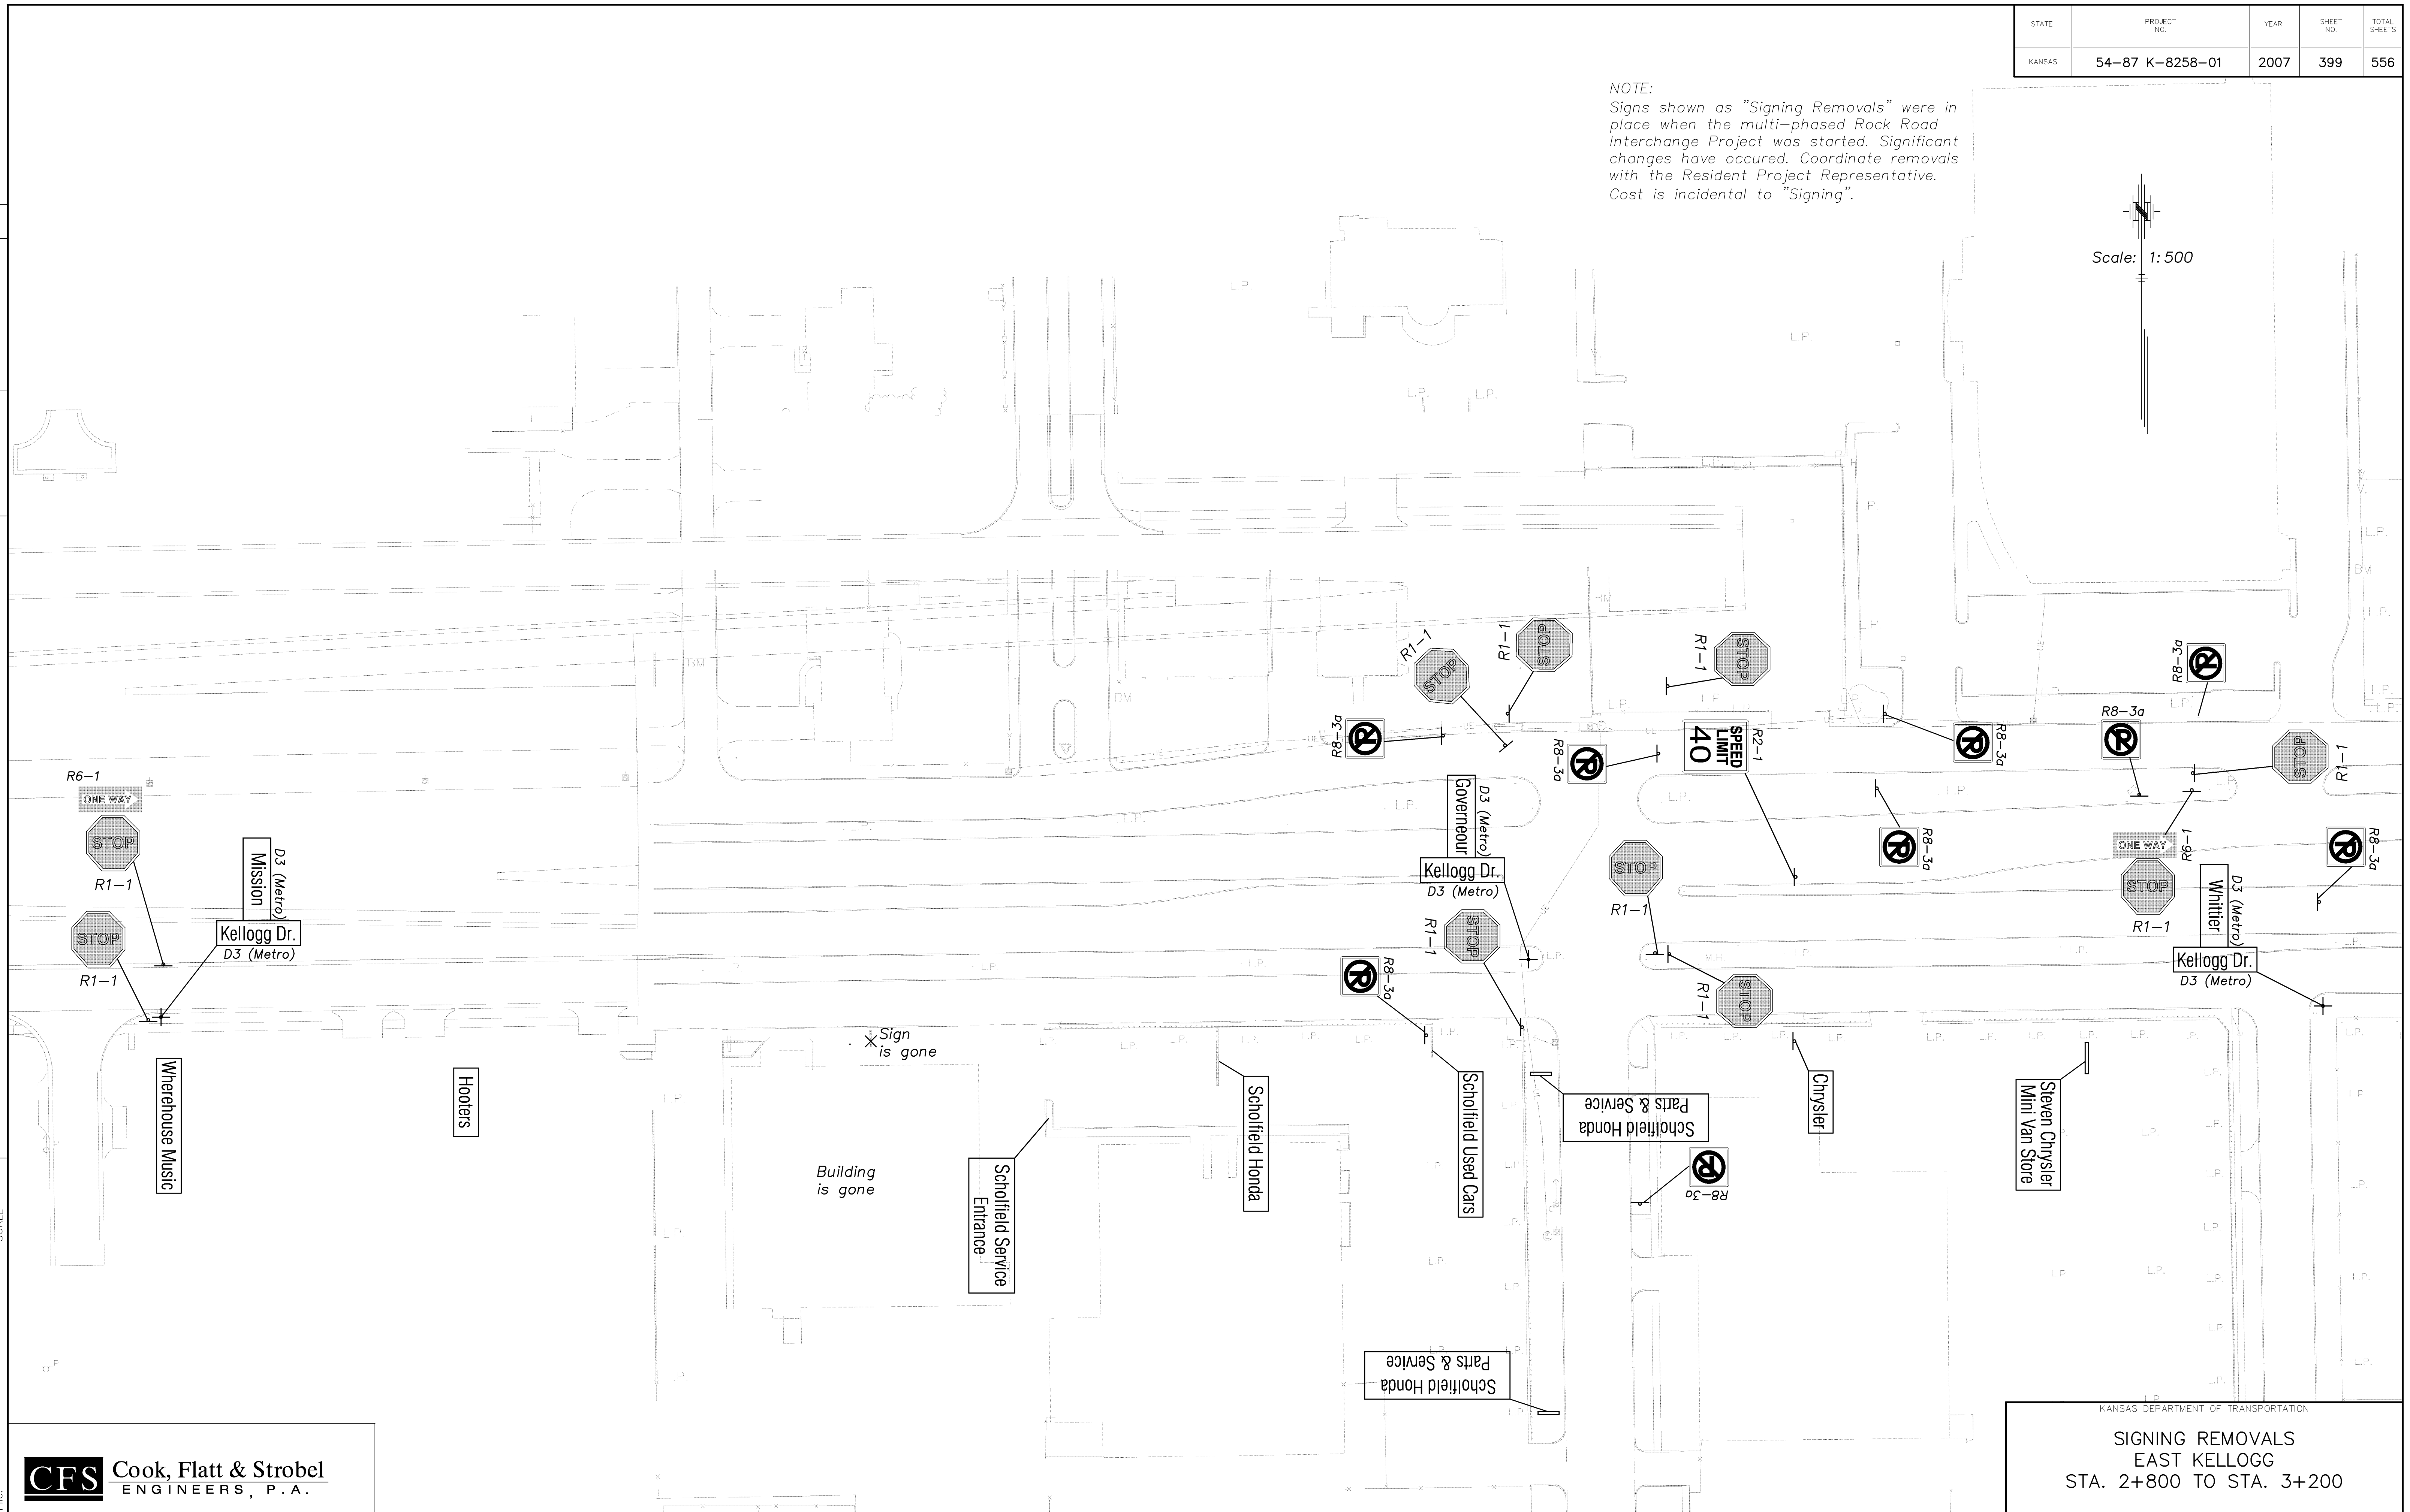 STATE
PROJECT NO.
YEAR
SHEET NO.
TOTAL SHEETS
KANSAS
54-87 K-8258-01
2007
399
556
NOTE:
Signs shown as "Signing Removals" were in
place when the multi-phased Rock Road
Interchange Project was started. Significant
changes have occured. Coordinate removals
with the Resident Project Representative.
Cost is incidental to "Signing".
Scale: 1:500
L.P.
L.P.
L.P.
L.P.
BM
BM
BM
R1-1
STOP
R1-1
STOP
R1-1
STOP
R8-3a
R8-3a
R8-3a
R2-1
SPEED
LIMIT
40
R8-3a
R8-3a
R8-3a
STOP
R1-1
R6-1
ONE WAY
STOP
R1-1
STOP
R1-1
D3 (Metro)
Mission
Kellogg Dr.
D3 (Metro)
D3 (Metro)
Governeour
Kellogg Dr.
D3 (Metro)
STOP
R1-1
STOP
R1-1
R8-3a
ONE WAY
R9-1
STOP
R1-1
R8-3a
D3 (Metro)
Whittier
Kellogg Dr.
D3 (Metro)
R8-3a
M.H.
STOP
R1-1
Sign
is gone
Wherehouse Music
Hooters
Building
is gone
Scholfield Service
Entrance
Scholfield Honda
Scholfield Used Cars
Scholfield Honda
Parts & Service
R8-3a
Chrysler
Steven Chrysler
Mini Van Store
Scholfield Honda
Parts & Service
CFS
Cook, Flatt & Strobel
ENGINEERS, P.A.
KANSAS DEPARTMENT OF TRANSPORTATION
SIGNING REMOVALS
EAST KELLOGG
STA. 2+800 TO STA. 3+200